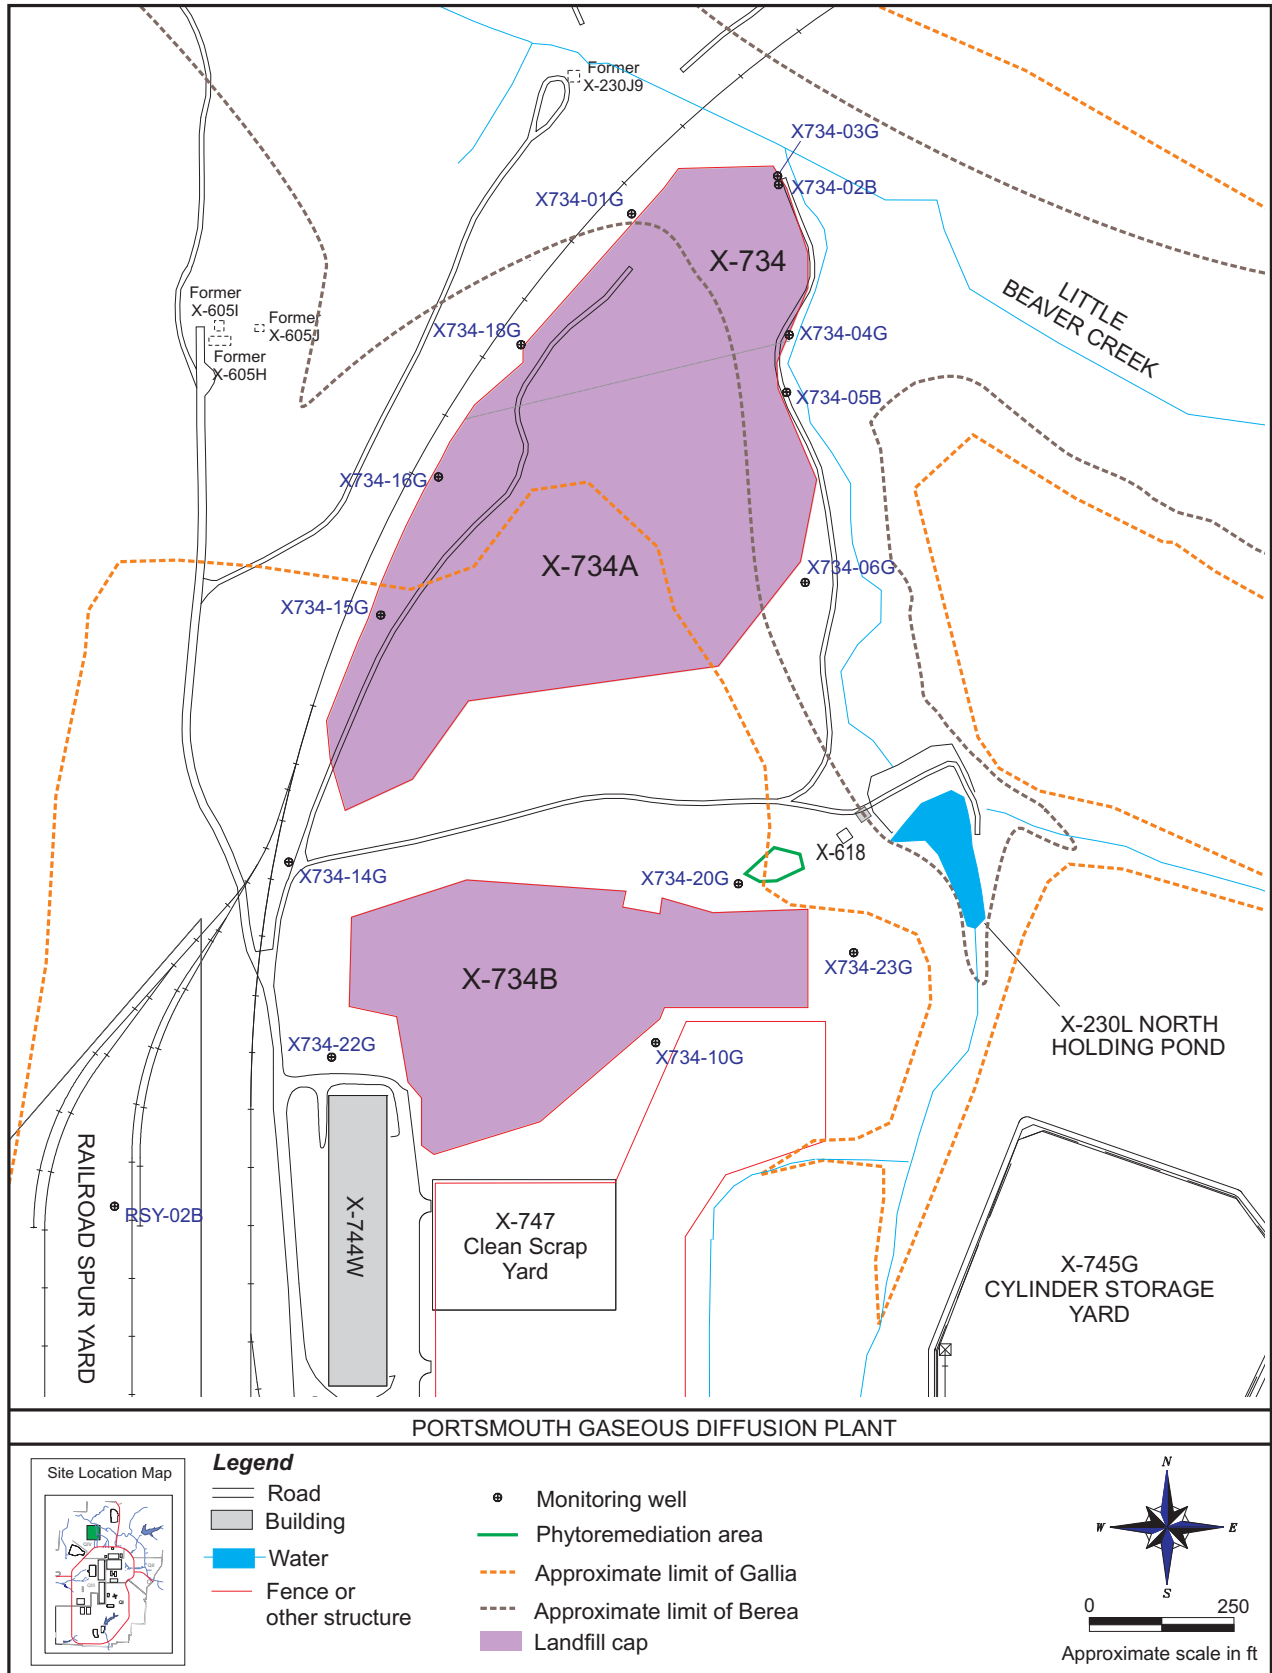 Former
X-230J9
X734-03G
X734-02B
X734-01G
X-734
LITTLE
BEAVER CREEK
Former
X-605I
Former
X-605J
Former
X-605H
X734-18G
X734-04G
X734-05B
X734-16G
X-734A
X734-06G
X734-15G
X-618
X734-14G
X734-20G
X734-23G
X-734B
X-230L NORTH
HOLDING POND
X734-22G
X734-10G
RAILROAD SPUR YARD
RSY-02B
X-744W
X-747
Clean Scrap
Yard
X-745G
CYLINDER STORAGE
YARD
PORTSMOUTH GASEOUS DIFFUSION PLANT
Site Location Map
Legend
Road
Building
Water
Fence or
other structure
Monitoring well
Phytoremediation area
Approximate limit of Gallia
Approximate limit of Berea
Landfill cap
N
W
E
S
0 250
Approximate scale in ft